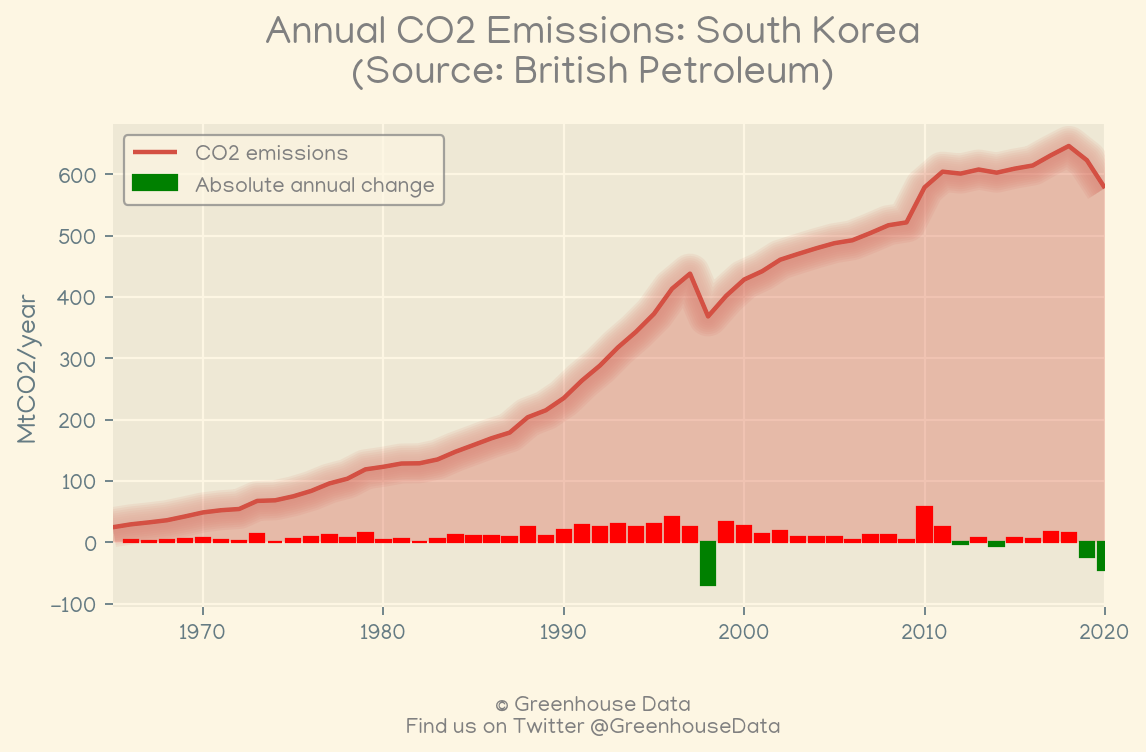 Annual CO2 Emissions: South Korea
(Source: British Petroleum)
CO2 emissions
Absolute annual change
MtCO2/year
600
500
400
300
200
100
0
−100
1970 1980 1990 2000 2010 2020
© Greenhouse Data
Find us on Twitter @GreenhouseData